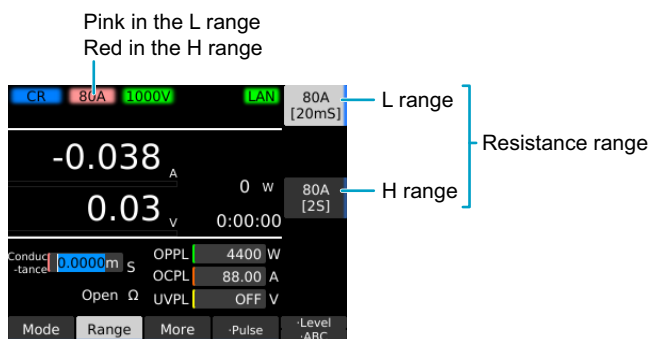 Pink in the L range
Red in the H range
CR 80A 1000V LAN
80A
[20mS]
L range
Resistance range
-0.038 A
0 W
80A
[2S]
H range
0.03 V
0:00:00
Conduc
-tance
0.0000m S
OPPL 4400 W
OCPL 88.00 A
Open Ω
UVPL OFF V
Mode Range More ·Pulse
·Level
·ABC